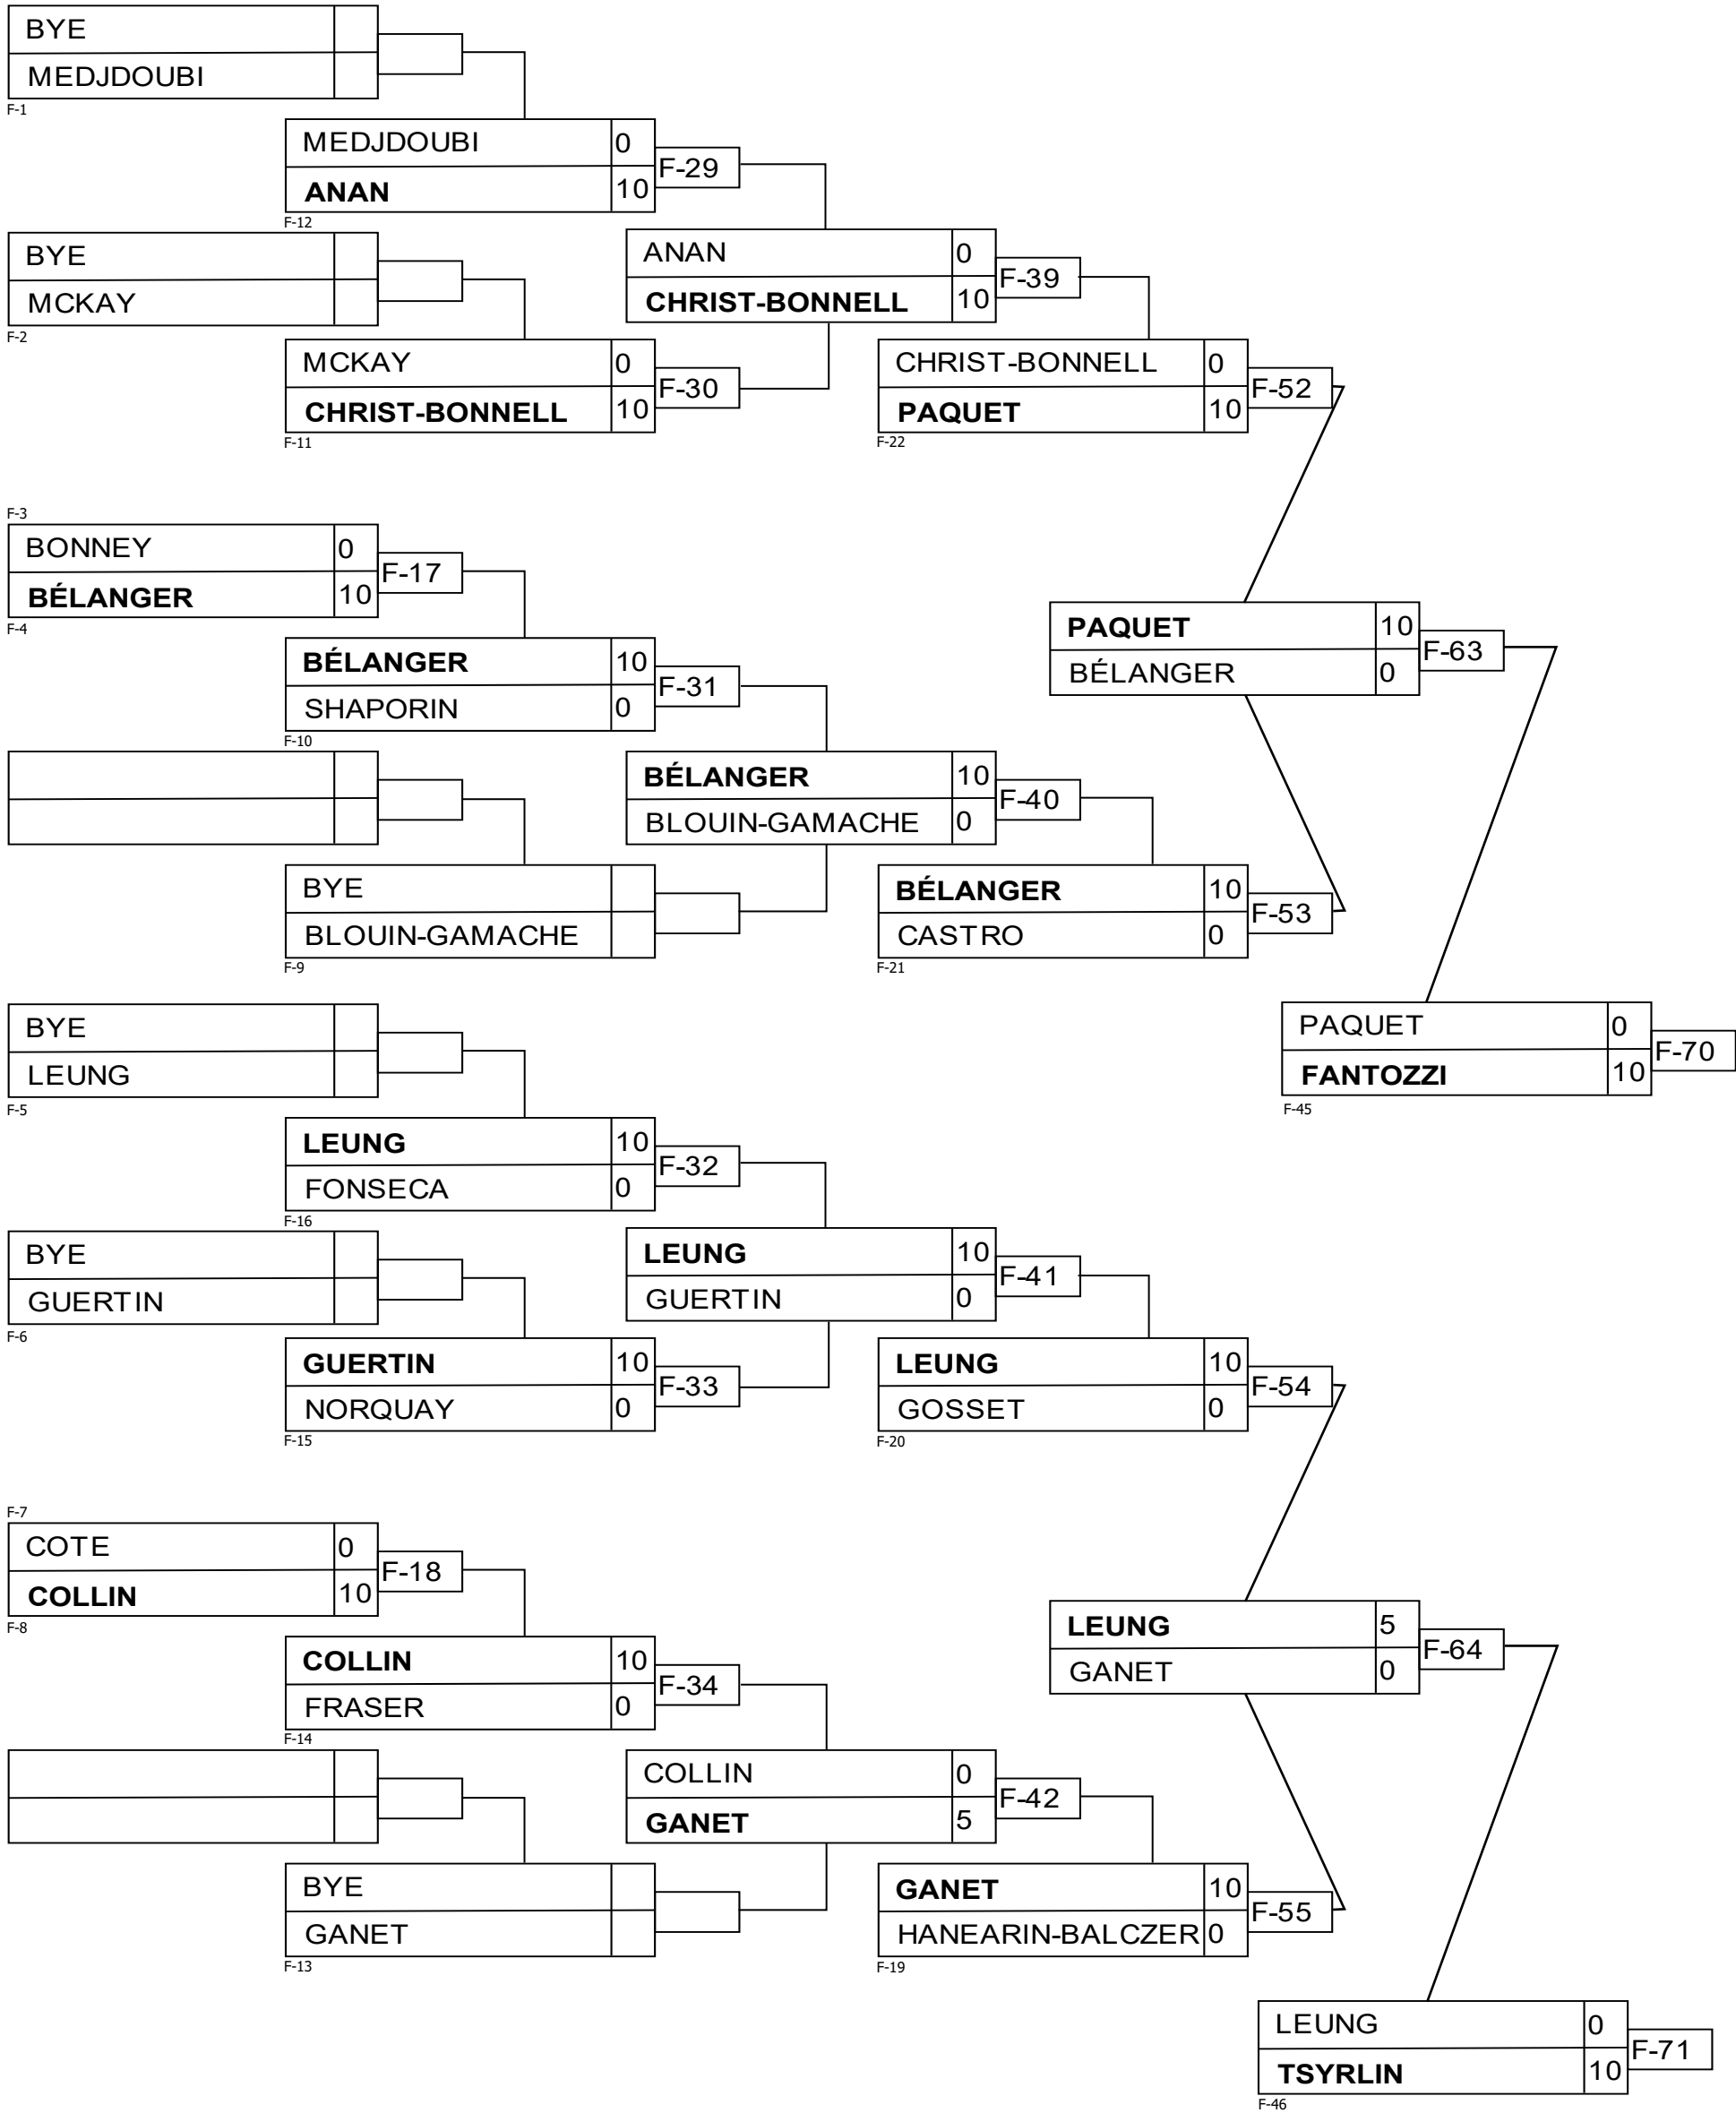 BYE
MEDJDOUBI
F-1
MEDJDOUBI 0
F-29
ANAN 10
F-12
BYE
MCKAY
F-2
ANAN 0
F-39
CHRIST-BONNELL 10
MCKAY 0
F-30
CHRIST-BONNELL 10
F-11
CHRIST-BONNELL 0
F-52
PAQUET 10
F-22
F-3
BONNEY 0
F-17
BÉLANGER 10
F-4
PAQUET 10
F-63
BÉLANGER 0
BÉLANGER 10
F-31
SHAPORIN 0
F-10
BÉLANGER 10
F-40
BLOUIN-GAMACHE 0
BYE
BLOUIN-GAMACHE
F-9
BÉLANGER 10
F-53
CASTRO 0
F-21
BYE
LEUNG
F-5
PAQUET 0
F-70
FANTOZZI 10
F-45
LEUNG 10
F-32
FONSECA 0
F-16
BYE
GUERTIN
F-6
LEUNG 10
F-41
GUERTIN 0
GUERTIN 10
F-33
NORQUAY 0
F-15
LEUNG 10
F-54
GOSSET 0
F-20
F-7
COTE 0
F-18
COLLIN 10
F-8
LEUNG 5
F-64
GANET 0
COLLIN 10
F-34
FRASER 0
F-14
COLLIN 0
F-42
GANET 5
BYE
GANET
F-13
GANET 10
F-55
HANEARIN-BALCZER 0
F-19
LEUNG 0
F-71
TSYRLIN 10
F-46